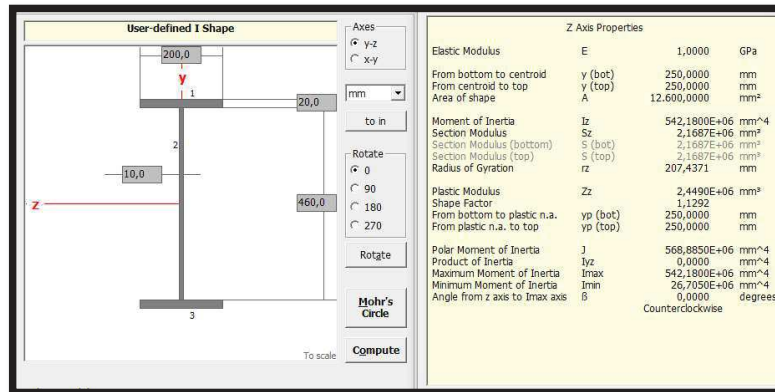 User-defined I Shape
200,0
y
1
20,0
2
10,0
z
460,0
3
To scale
Axes
y-z
x-y
mm
to in
Rotate
0
90
180
270
Rotate
Mohr's
Circle
Compute
Z Axis Properties
Elastic Modulus E 1,0000 GPa
From bottom to centroid y (bot) 250,0000 mm
From centroid to top y (top) 250,0000 mm
Area of shape A 12.600,0000 mm²
Moment of Inertia Iz 542,1800E+06 mm^4
Section Modulus Sz 2,1687E+06 mm³
Section Modulus (bottom) S (bot) 2,1687E+06 mm³
Section Modulus (top) S (top) 2,1687E+06 mm³
Radius of Gyration rz 207,4371 mm
Plastic Modulus Zz 2,4490E+06 mm³
Shape Factor 1,1292
From bottom to plastic n.a. yp (bot) 250,0000 mm
From plastic n.a. to top yp (top) 250,0000 mm
Polar Moment of Inertia J 568,8850E+06 mm^4
Product of Inertia Iyz 0,0000 mm^4
Maximum Moment of Inertia Imax 542,1800E+06 mm^4
Minimum Moment of Inertia Imin 26,7050E+06 mm^4
Angle from z axis to Imax axis ß 0,0000 degrees
Counterclockwise